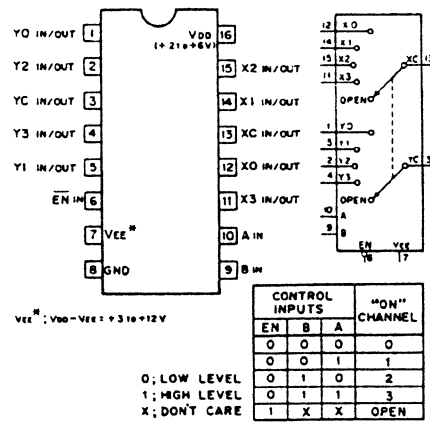 Y0 IN/OUT 1
Y2 IN/OUT 2
YC IN/OUT 3
Y3 IN/OUT 4
Y1 IN/OUT 5
EN IN 6
7 VEE*
8 GND
VDD 16
(+2 to +6V)
15 X2 IN/OUT
14 X1 IN/OUT
13 XC IN/OUT
12 X0 IN/OUT
11 X3 IN/OUT
10 A IN
9 B IN
12 X0
14 X1
15 X2
11 X3
XC 13
OPEN
1 Y0
5 Y1
2 Y2
4 Y3
YC 3
OPEN
10 A
9 B
EN VEE
6 7
VEE*; VDD-VEE = +3 to +12V
CONTROL INPUTS "ON" CHANNEL
EN B A
0 0 0 0
0 0 1 1
0 1 0 2
0 1 1 3
1 X X OPEN
0; LOW LEVEL
1; HIGH LEVEL
X; DON'T CARE